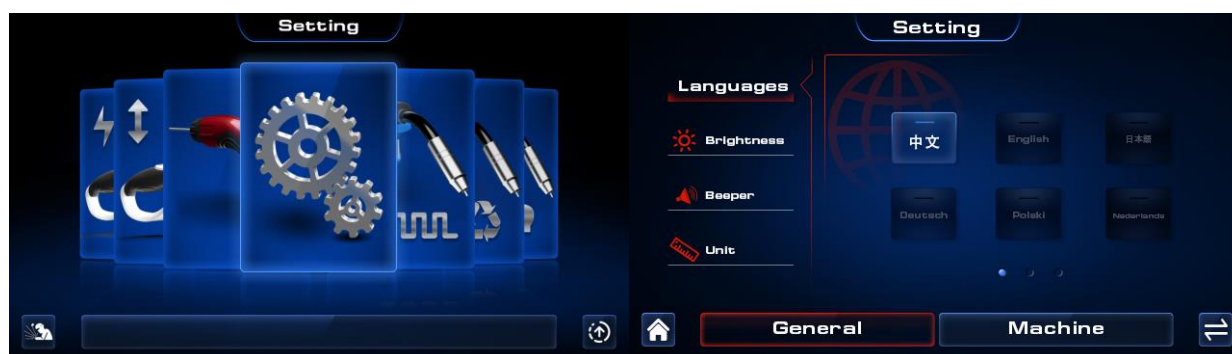 Setting
Setting
Languages
Brightness
Beeper
Unit
中文
English
日本語
Deutsch
Polski
Nederlands
General
Machine